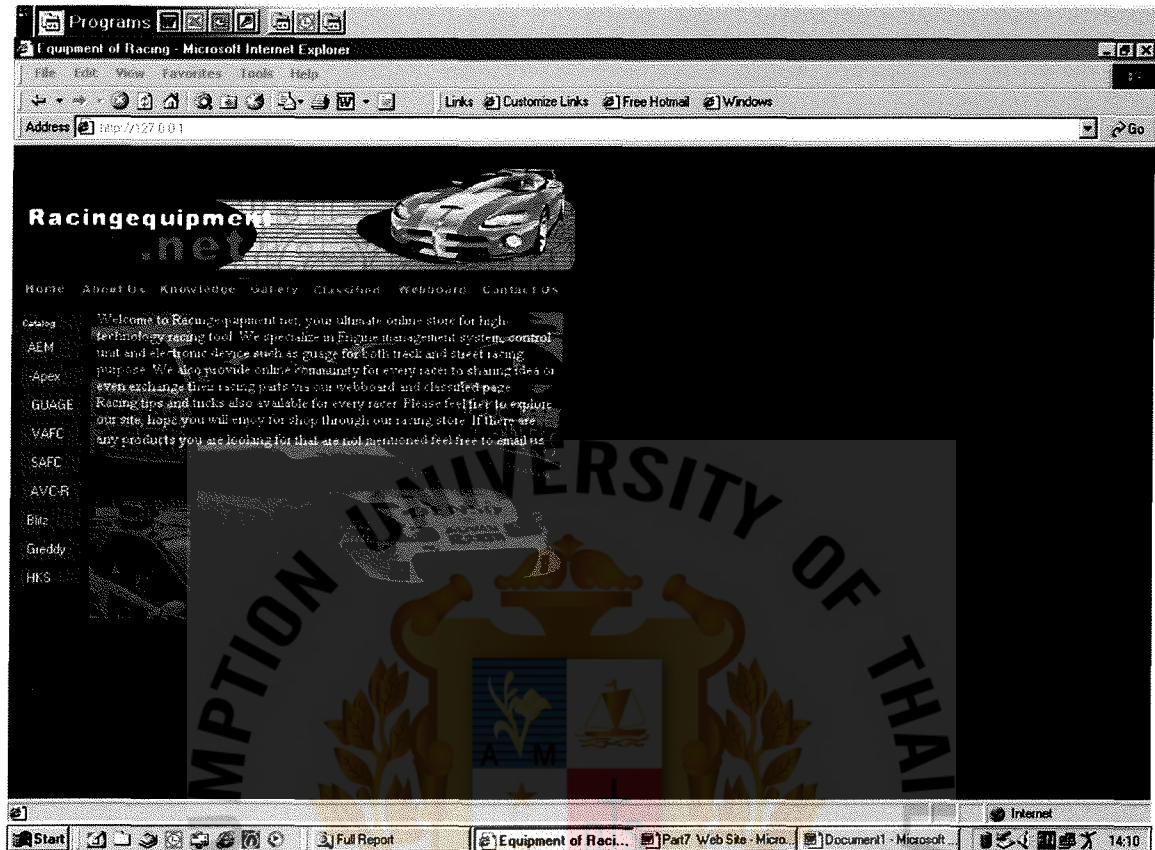 Programs
Equipment of Racing - Microsoft Internet Explorer
File Edit View Favorites Tools Help
Links Customize Links Free Hotmail Windows
Address http://127.0.0.1 Go
Racingequipment
.net
Home About Us Knowledge Gallery Classified Webboard Contact Us
Catalog
AEM
-Apex
GUAGE
VAFC
SAFC
AVC-R
Blitz
Greddy
HKS
Welcome to Racingequipment.net, your ultimate online store for high-
technology racing tool. We specialize in Engine management system, control
unit and electronic device such as guage for both track and street racing
purpose. We also provide online community for every racer to sharing idea or
even exchange their racing parts via our webboard and classified page.
Racing tips and tricks also available for every racer. Please feel free to explore
our site, hope you will enjoy for shop through our racing store. If there are
any products you are looking for that are not mentioned feel free to email us
UMPTION UNIVERSITY OF THAI
A M
Internet
Start Full Report Equipment of Raci... Part7 Web Site - Micro... Document1 - Microsoft ... 14:10